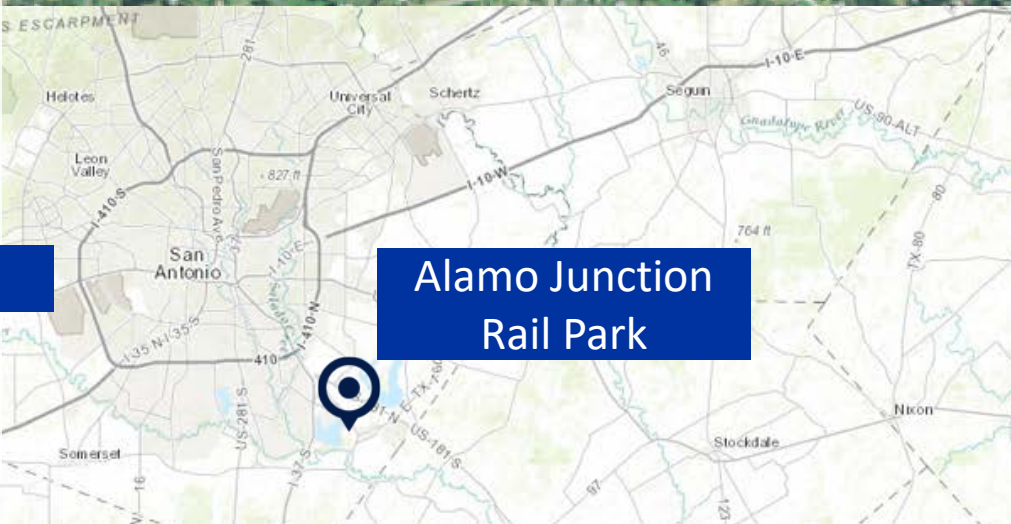 S ESCARPMENT
281
Helotes
Universal
City
Schertz
46
I-10-E
Seguin
US-90-ALT
Guadalupe River
Leon
Valley
San Pedro Ave
827 ft
I-10-W
I-410-S
80
TX-80
764 ft
San
Antonio
37
I-10-E
Alamo Junction
Rail Park
I-410-N
I-35 N-I-35-S
410
US-281-S
US-181-S
Nixon
Stockdale
Somerset
I-37-S
16
97
123